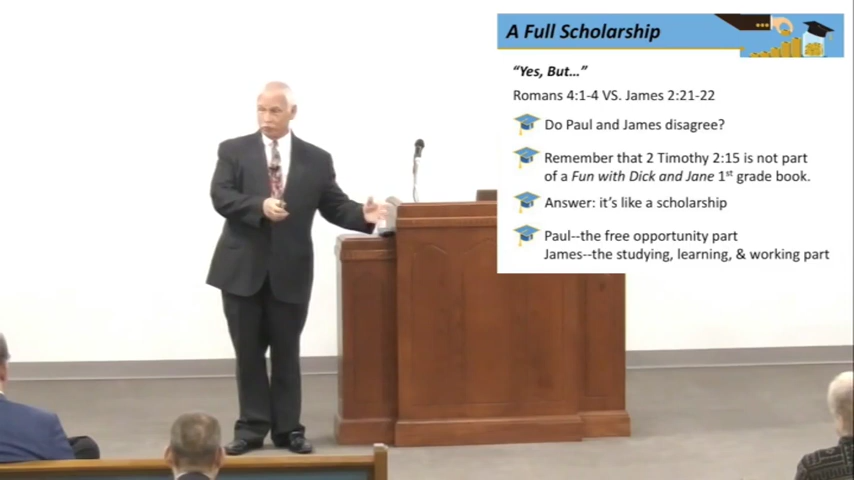 A Full Scholarship
"Yes, But…"
Romans 4:1-4 VS. James 2:21-22
Do Paul and James disagree?
Remember that 2 Timothy 2:15 is not part
of a Fun with Dick and Jane 1st grade book.
Answer: it's like a scholarship
Paul--the free opportunity part
James--the studying, learning, & working part